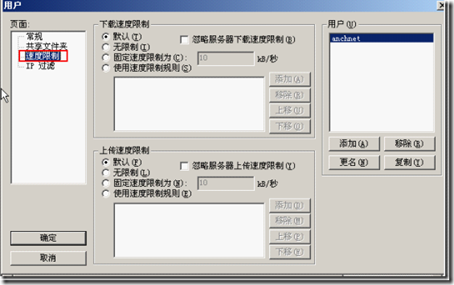 用户
页面:
常规
共享文件夹
速度限制
IP 过滤
确定
取消
下载速度限制
默认(F)
忽略服务器下载速度限制(B)
无限制(T)
固定速度限制为(C): 10 kB/秒
使用速度限制规则(S)
添加(A)
移除(R)
上移(U)
下移(U)
上传速度限制
默认(F)
忽略服务器上传速度限制(Y)
无限制(L)
固定速度限制为(N): 10 kB/秒
使用速度限制规则(E)
添加(D)
移除(M)
上移(P)
下移(W)
用户(U)
anchnet
添加(A)
移除(R)
更名(N)
复制(Y)